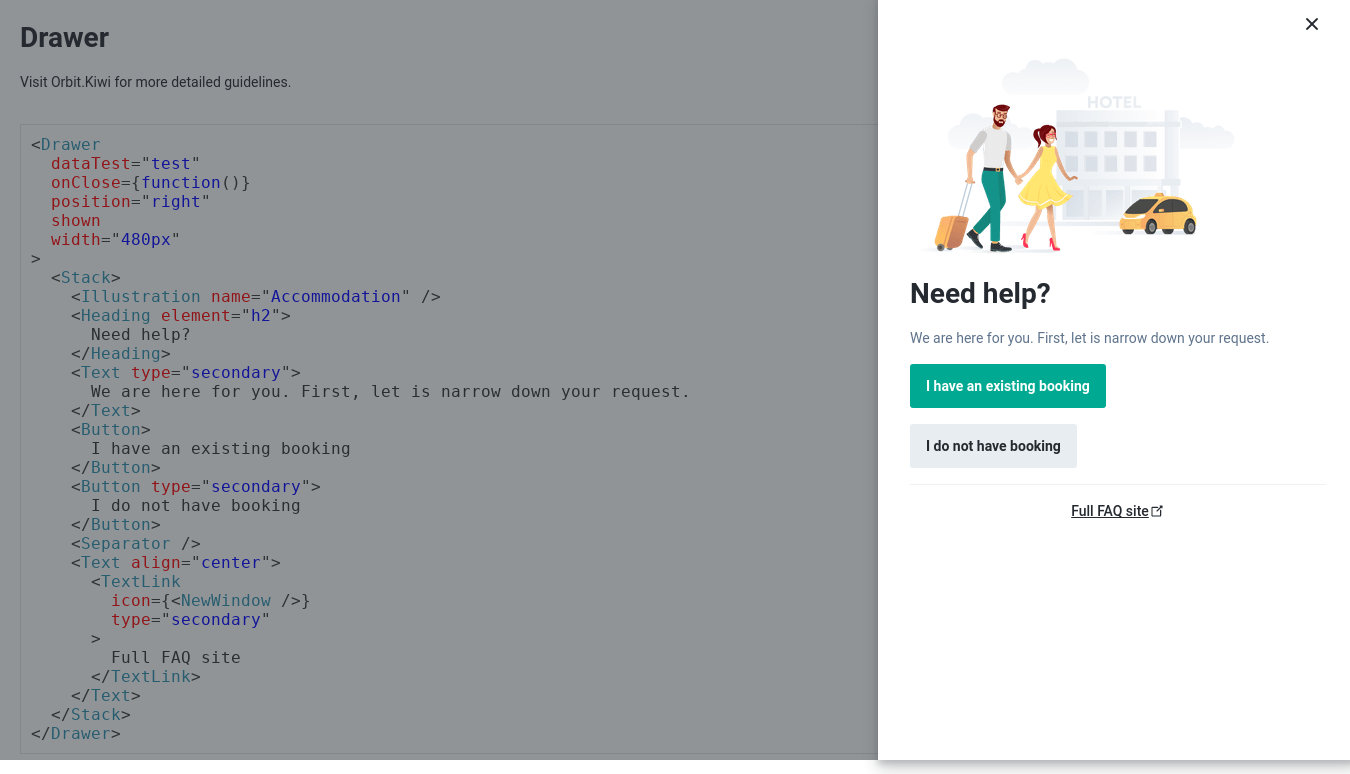 Drawer
Visit Orbit.Kiwi for more detailed guidelines.
<Drawer
dataTest="test"
onClose={function()}
position="right"
shown
width="480px"
>
<Stack>
<Illustration name="Accommodation" />
<Heading element="h2">
Need help?
</Heading>
<Text type="secondary">
We are here for you. First, let is narrow down your request.
</Text>
<Button>
I have an existing booking
</Button>
<Button type="secondary">
I do not have booking
</Button>
<Separator />
<Text align="center">
<TextLink
icon={<NewWindow />}
type="secondary"
>
Full FAQ site
</TextLink>
</Text>
</Stack>
</Drawer>
HOTEL
Need help?
We are here for you. First, let is narrow down your request.
I have an existing booking
I do not have booking
Full FAQ site